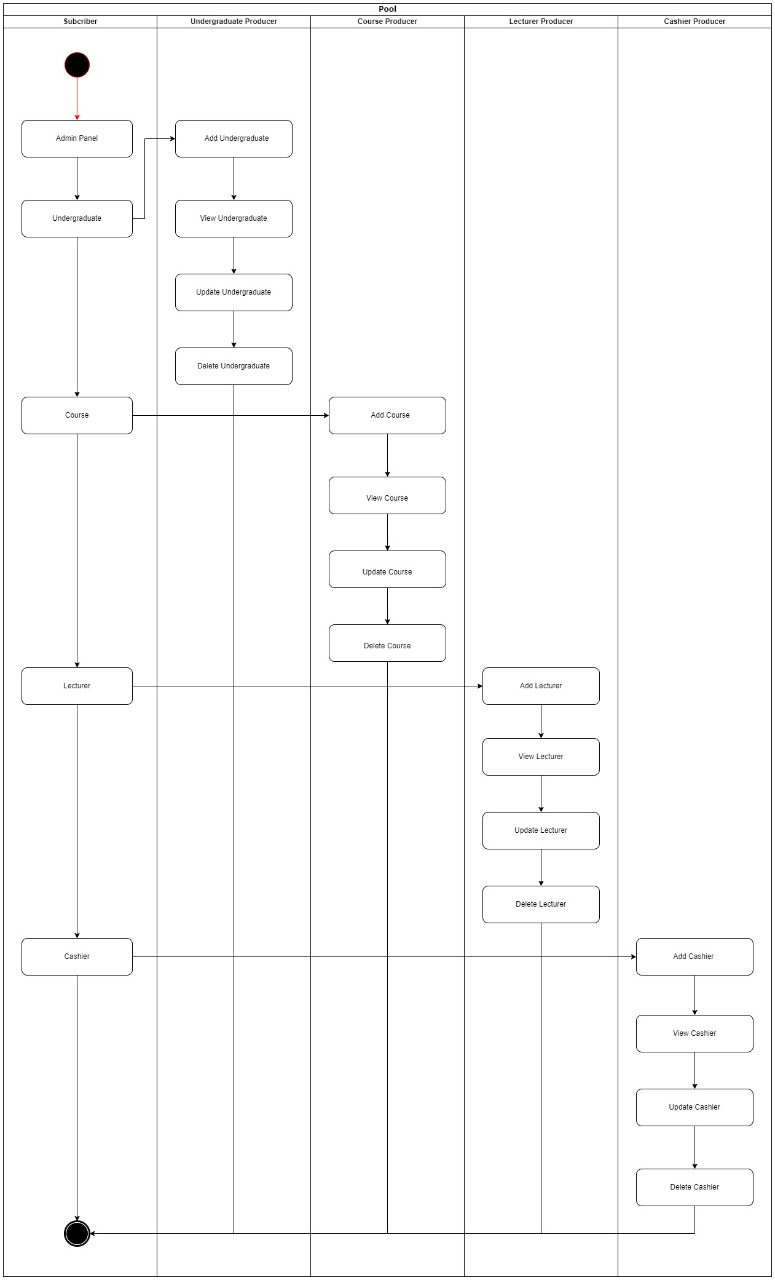 Pool
Subcriber
Undergraduate Producer
Course Producer
Lecturer Producer
Cashier Producer
Admin Panel
Add Undergraduate
Undergraduate
View Undergraduate
Update Undergraduate
Delete Undergraduate
Course
Add Course
View Course
Update Course
Delete Course
Lecturer
Add Lecturer
View Lecturer
Update Lecturer
Delete Lecturer
Cashier
Add Cashier
View Cashier
Update Cashier
Delete Cashier